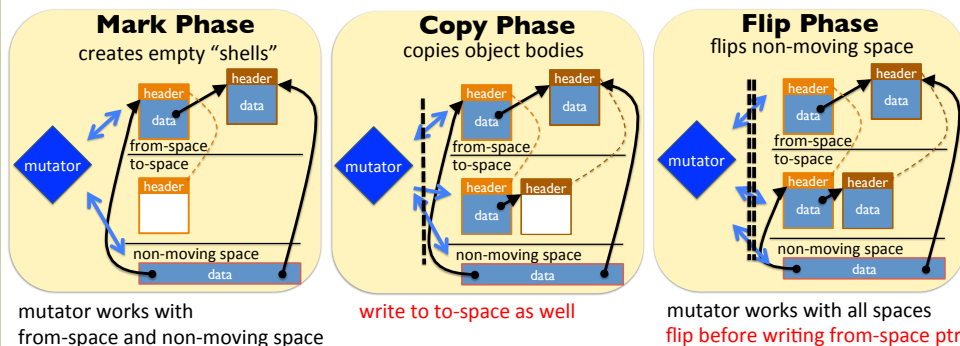 Mark Phase
creates empty “shells”
header
header
data
data
from-space
to-space
mutator
header
non-moving space
data
mutator works with
from-space and non-moving space
Copy Phase
copies object bodies
header
header
data
data
from-space
to-space
mutator
header
header
data
non-moving space
data
write to to-space as well
Flip Phase
flips non-moving space
header
header
data
data
from-space
to-space
mutator
header
header
data
data
non-moving space
data
mutator works with all spaces
flip before writing from-space ptr